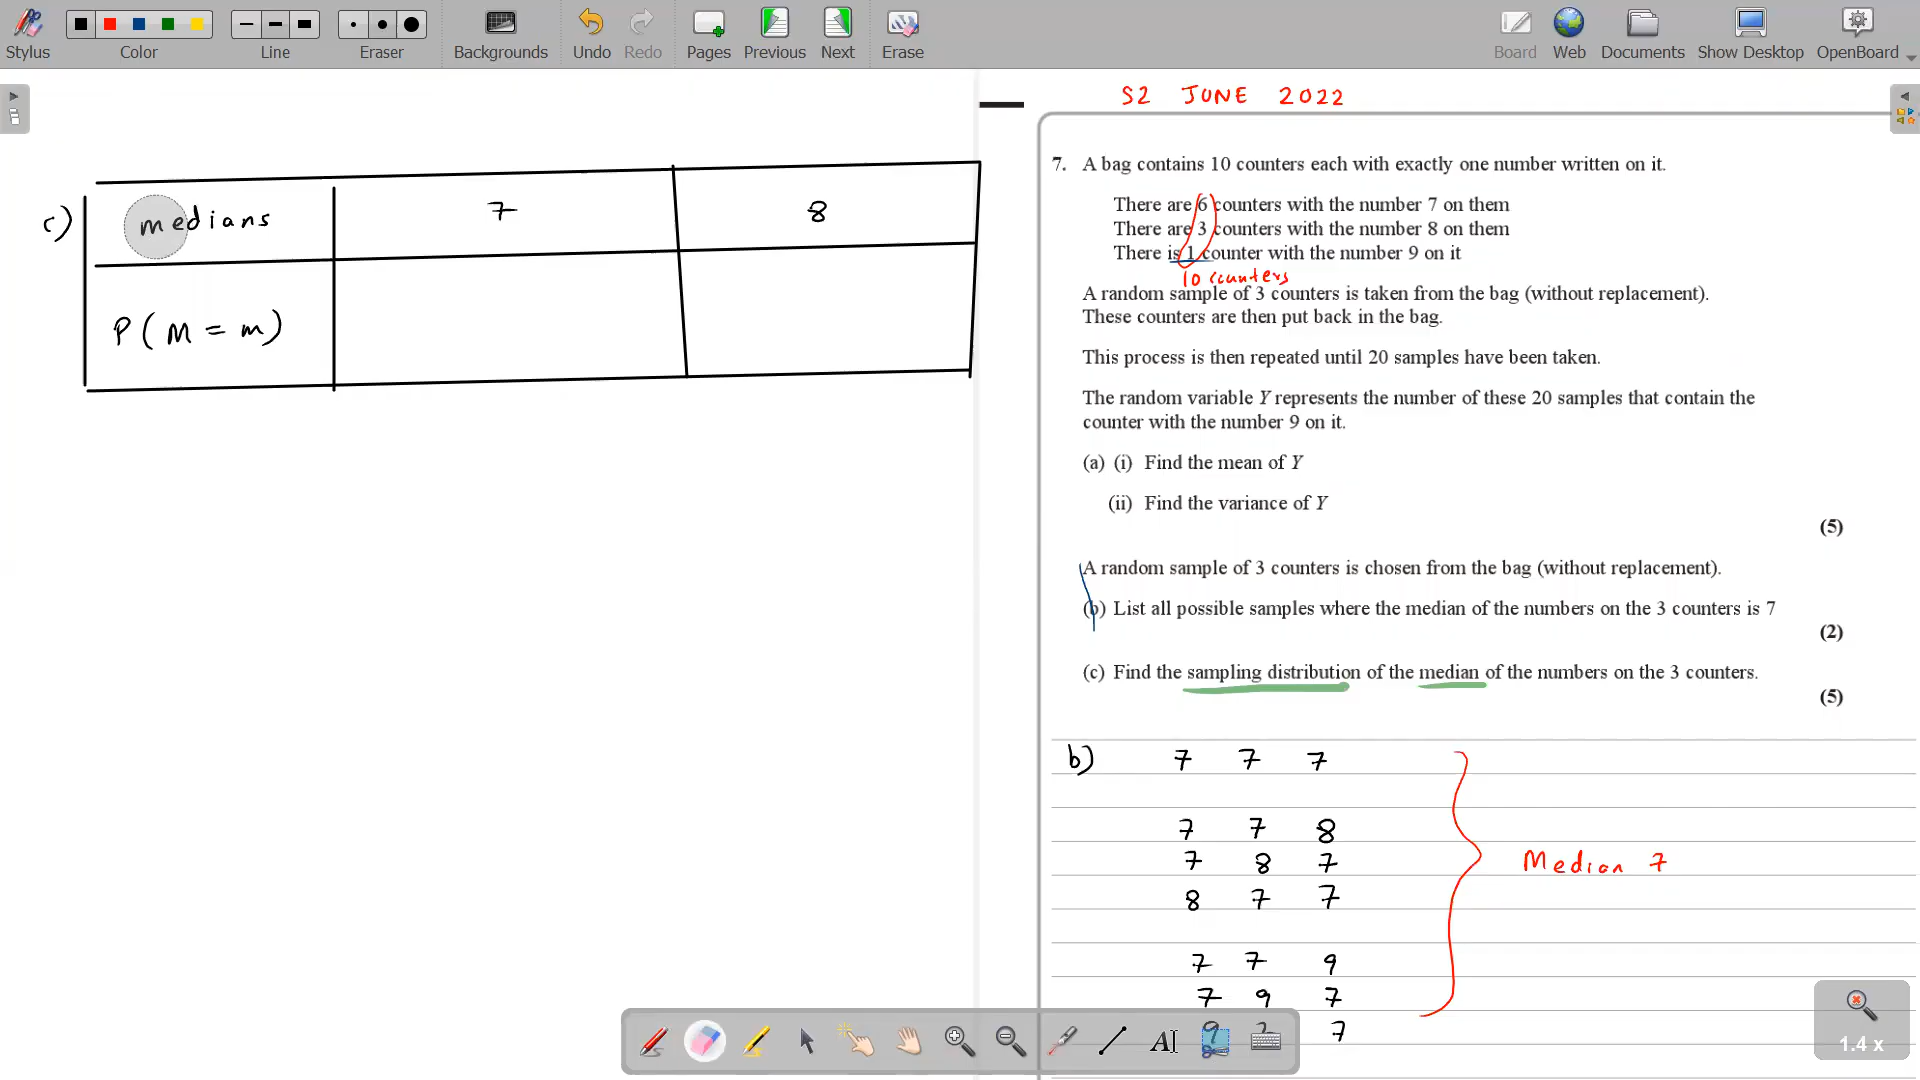 Stylus Color Line Eraser Backgrounds Undo Redo Pages Previous Next Erase Board Web Documents Show Desktop OpenBoard
c)
medians 7 8
P ( M = m )
S2 JUNE 2022
7. A bag contains 10 counters each with exactly one number written on it.
There are 6 counters with the number 7 on them
There are 3 counters with the number 8 on them
There is 1 counter with the number 9 on it
10 counters
A random sample of 3 counters is taken from the bag (without replacement).
These counters are then put back in the bag.
This process is then repeated until 20 samples have been taken.
The random variable Y represents the number of these 20 samples that contain the
counter with the number 9 on it.
(a) (i) Find the mean of Y
(ii) Find the variance of Y
(5)
A random sample of 3 counters is chosen from the bag (without replacement).
(b) List all possible samples where the median of the numbers on the 3 counters is 7
(2)
(c) Find the sampling distribution of the median of the numbers on the 3 counters.
(5)
b) 7 7 7
7 7 8
7 8 7
8 7 7
7 7 9
7 9 7
9 7 7
Median 7
1.4 x